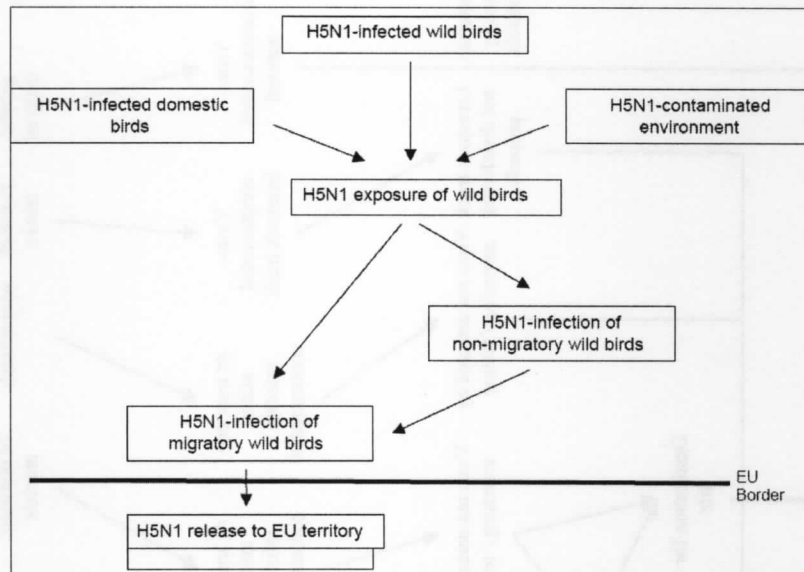 H5N1-infected wild birds
H5N1-infected domestic
birds
H5N1-contaminated
environment
H5N1 exposure of wild birds
H5N1-infection of
non-migratory wild birds
H5N1-infection of
migratory wild birds
EU
Border
H5N1 release to EU territory